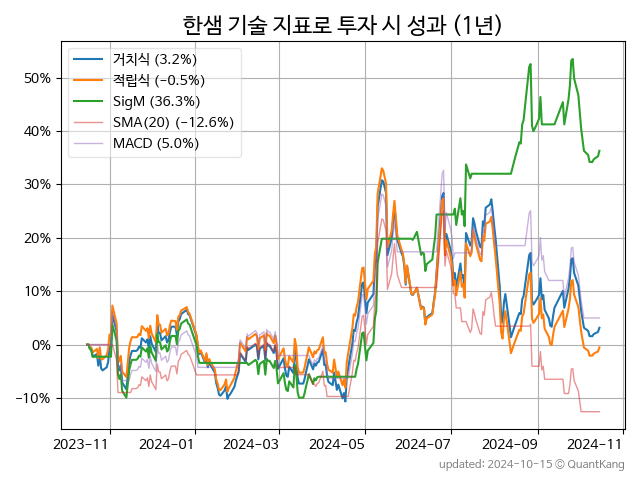 한샘 기술 지표로 투자 시 성과 (1년)
거치식 (3.2%)
적립식 (−0.5%)
SigM (36.3%)
SMA(20) (−12.6%)
MACD (5.0%)
50%
40%
30%
20%
10%
0%
−10%
2023-11 2024-01 2024-03 2024-05 2024-07 2024-09 2024-11
updated: 2024-10-15 © QuantKang